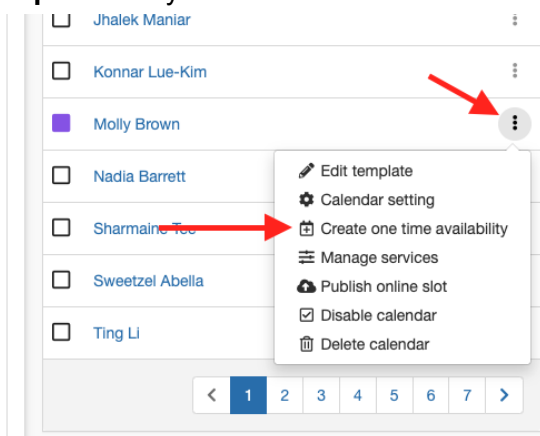 Jhalek Maniar
Konnar Lue-Kim
Molly Brown
Nadia Barrett
Edit template
Calendar setting
Sharmaine Tee
Create one time availability
Manage services
Sweetzel Abella
Publish online slot
Disable calendar
Ting Li
Delete calendar
1 2 3 4 5 6 7